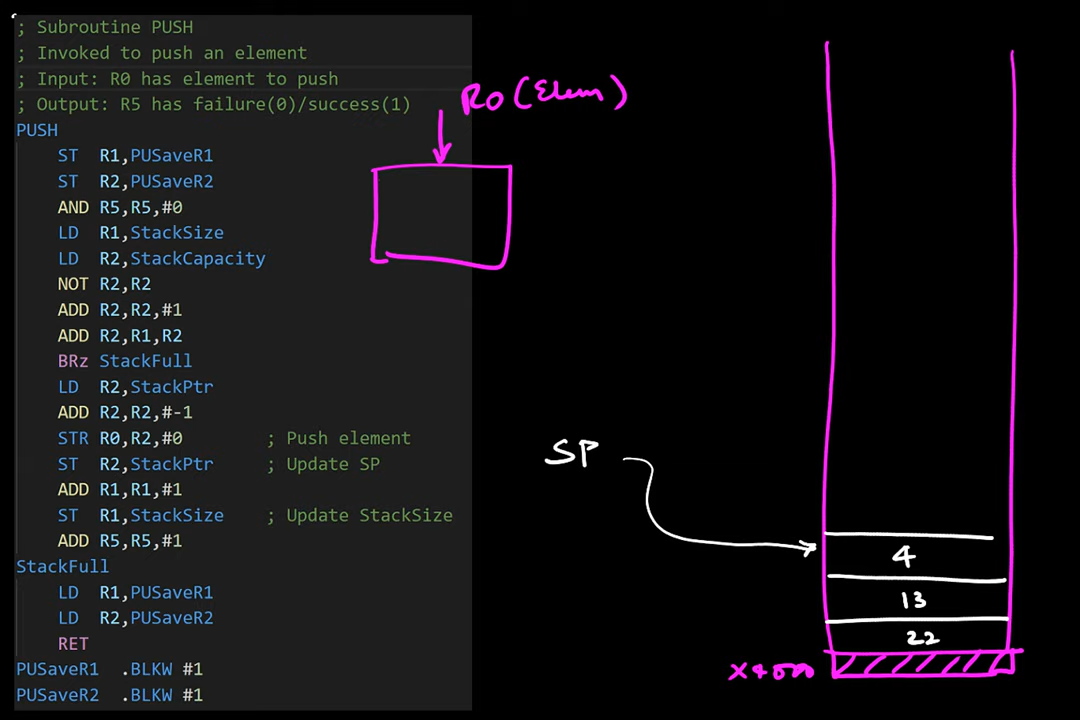 ; Subroutine PUSH
; Invoked to push an element
; Input: R0 has element to push
; Output: R5 has failure(0)/success(1)
PUSH
ST R1,PUSaveR1
ST R2,PUSaveR2
AND R5,R5,#0
LD R1,StackSize
LD R2,StackCapacity
NOT R2,R2
ADD R2,R2,#1
ADD R2,R1,R2
BRz StackFull
LD R2,StackPtr
ADD R2,R2,#-1
STR R0,R2,#0 ; Push element
ST R2,StackPtr ; Update SP
ADD R1,R1,#1
ST R1,StackSize ; Update StackSize
ADD R5,R5,#1
StackFull
LD R1,PUSaveR1
LD R2,PUSaveR2
RET
PUSaveR1 .BLKW #1
PUSaveR2 .BLKW #1
R0 (Elem)
SP
4
13
22
x4000